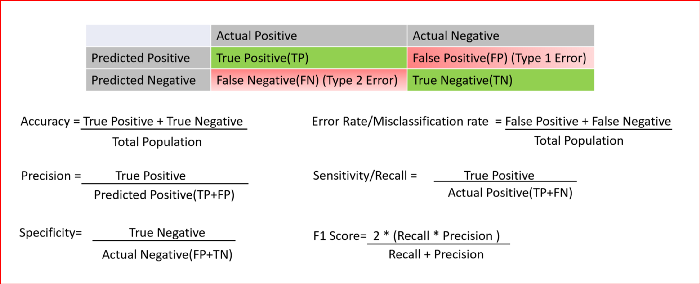 Actual Positive Actual Negative
Predicted Positive True Positive(TP) False Positive(FP) (Type 1 Error)
Predicted Negative False Negative(FN) (Type 2 Error) True Negative(TN)
Accuracy = True Positive + True Negative
Total Population
Error Rate/Misclassification rate = False Positive + False Negative
Total Population
Precision = True Positive
Predicted Positive(TP+FP)
Sensitivity/Recall = True Positive
Actual Positive(TP+FN)
Specificity= True Negative
Actual Negative(FP+TN)
F1 Score= 2 * (Recall * Precision )
Recall + Precision